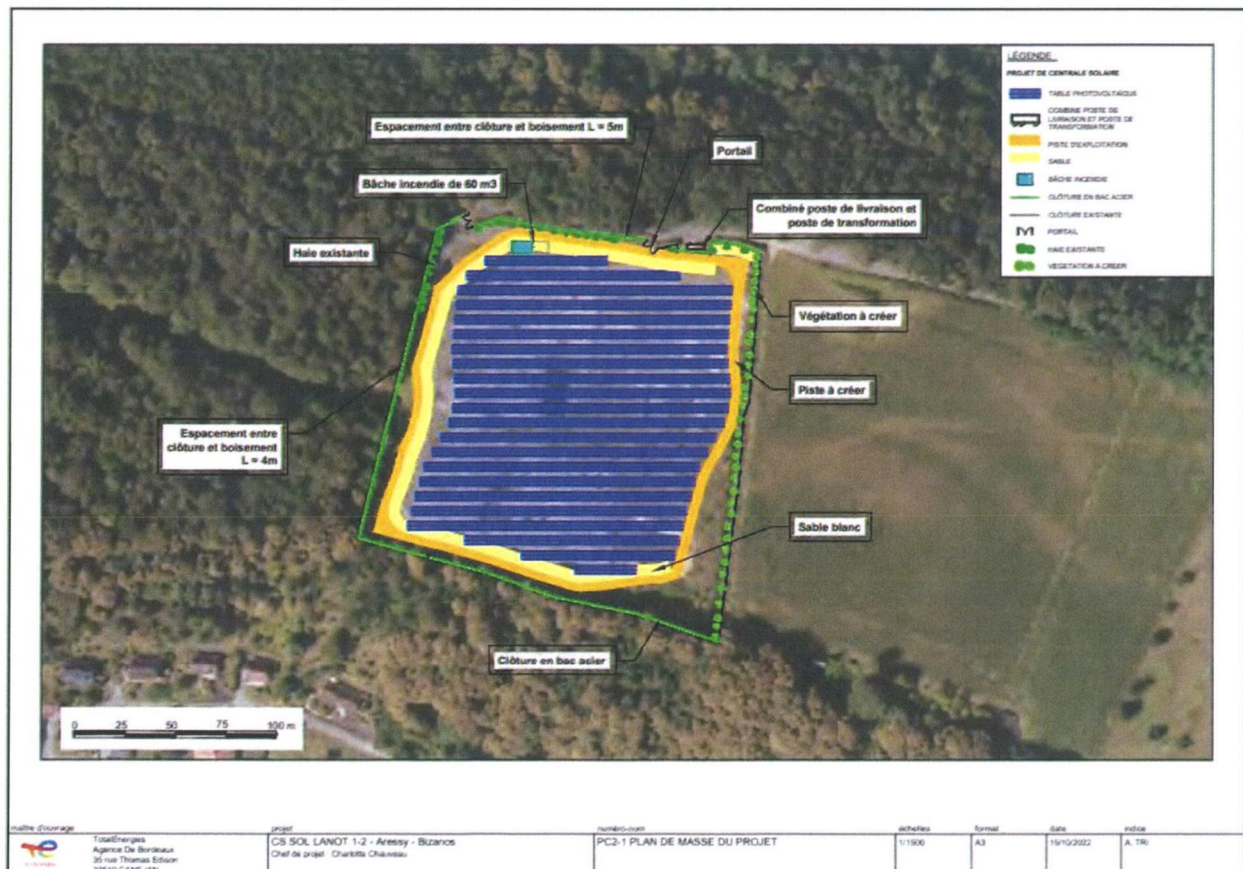 LÉGENDE
PROJET DE CENTRALE SOLAIRE
TABLE PHOTOVOLTAÏQUE
COMBINE POSTE DE
LIVRAISON ET POSTE DE
TRANSFORMATION
PISTE D'EXPLOITATION
SABLE
BÂCHE INCENDIE
CLÔTURE EN BAC ACIER
CLÔTURE EXISTANTE
PORTAIL
HAIE EXISTANTE
VÉGÉTATION A CRÉER
Espacement entre clôture et boisement L = 5m
Portail
Bâche incendie de 60 m3
Combiné poste de livraison et
poste de transformation
Haie existante
Végétation à créer
Piste à créer
Espacement entre
clôture et boisement
L = 4m
Sable blanc
Clôture en bac acier
0 25 50 75 100 m
maître d'ouvrage
TotalEnergies
Agence De Bordeaux
35 rue Thomas Edison
projet
CS SOL LANOT 1-2 - Aressy - Bizanos
Chef de projet : Charlotte Chauveau
numéro-nom
PC2-1 PLAN DE MASSE DU PROJET
échelles
1/1500
format
A3
date
19/10/2022
indice
A. TRI